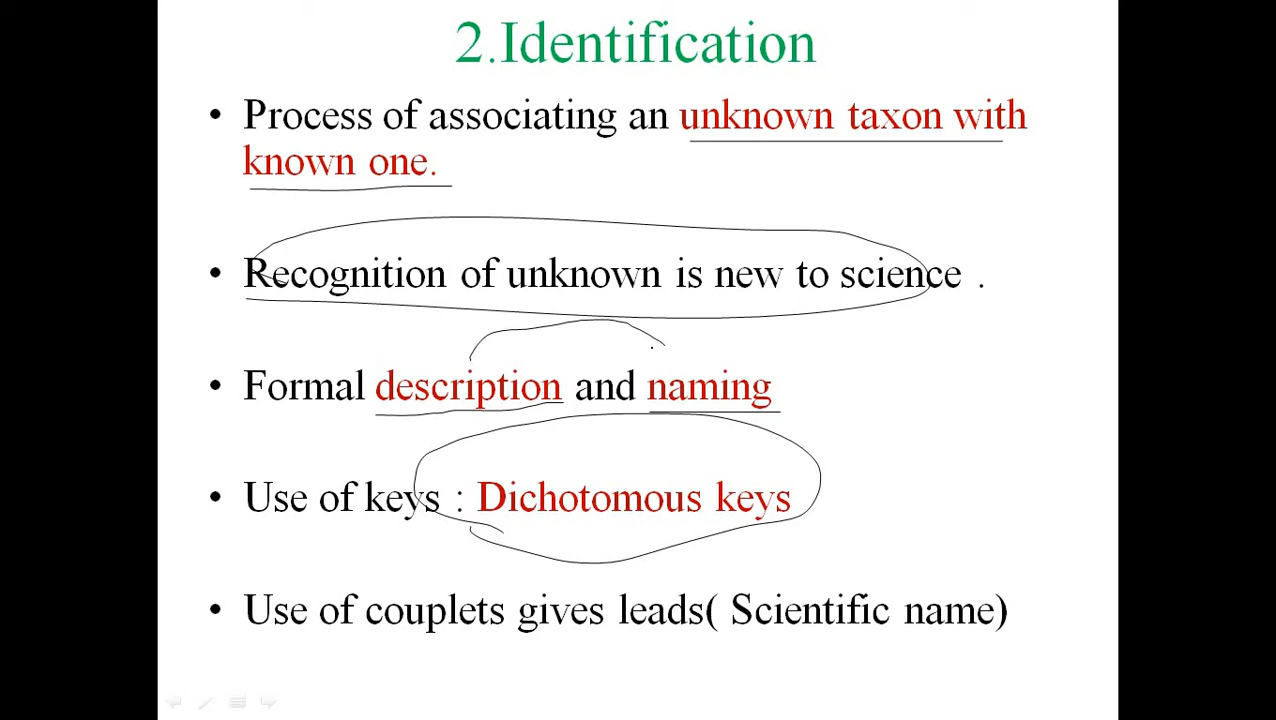 2.Identification
• Process of associating an unknown taxon with
known one.
• Recognition of unknown is new to science .
• Formal description and naming
• Use of keys : Dichotomous keys
• Use of couplets gives leads( Scientific name)